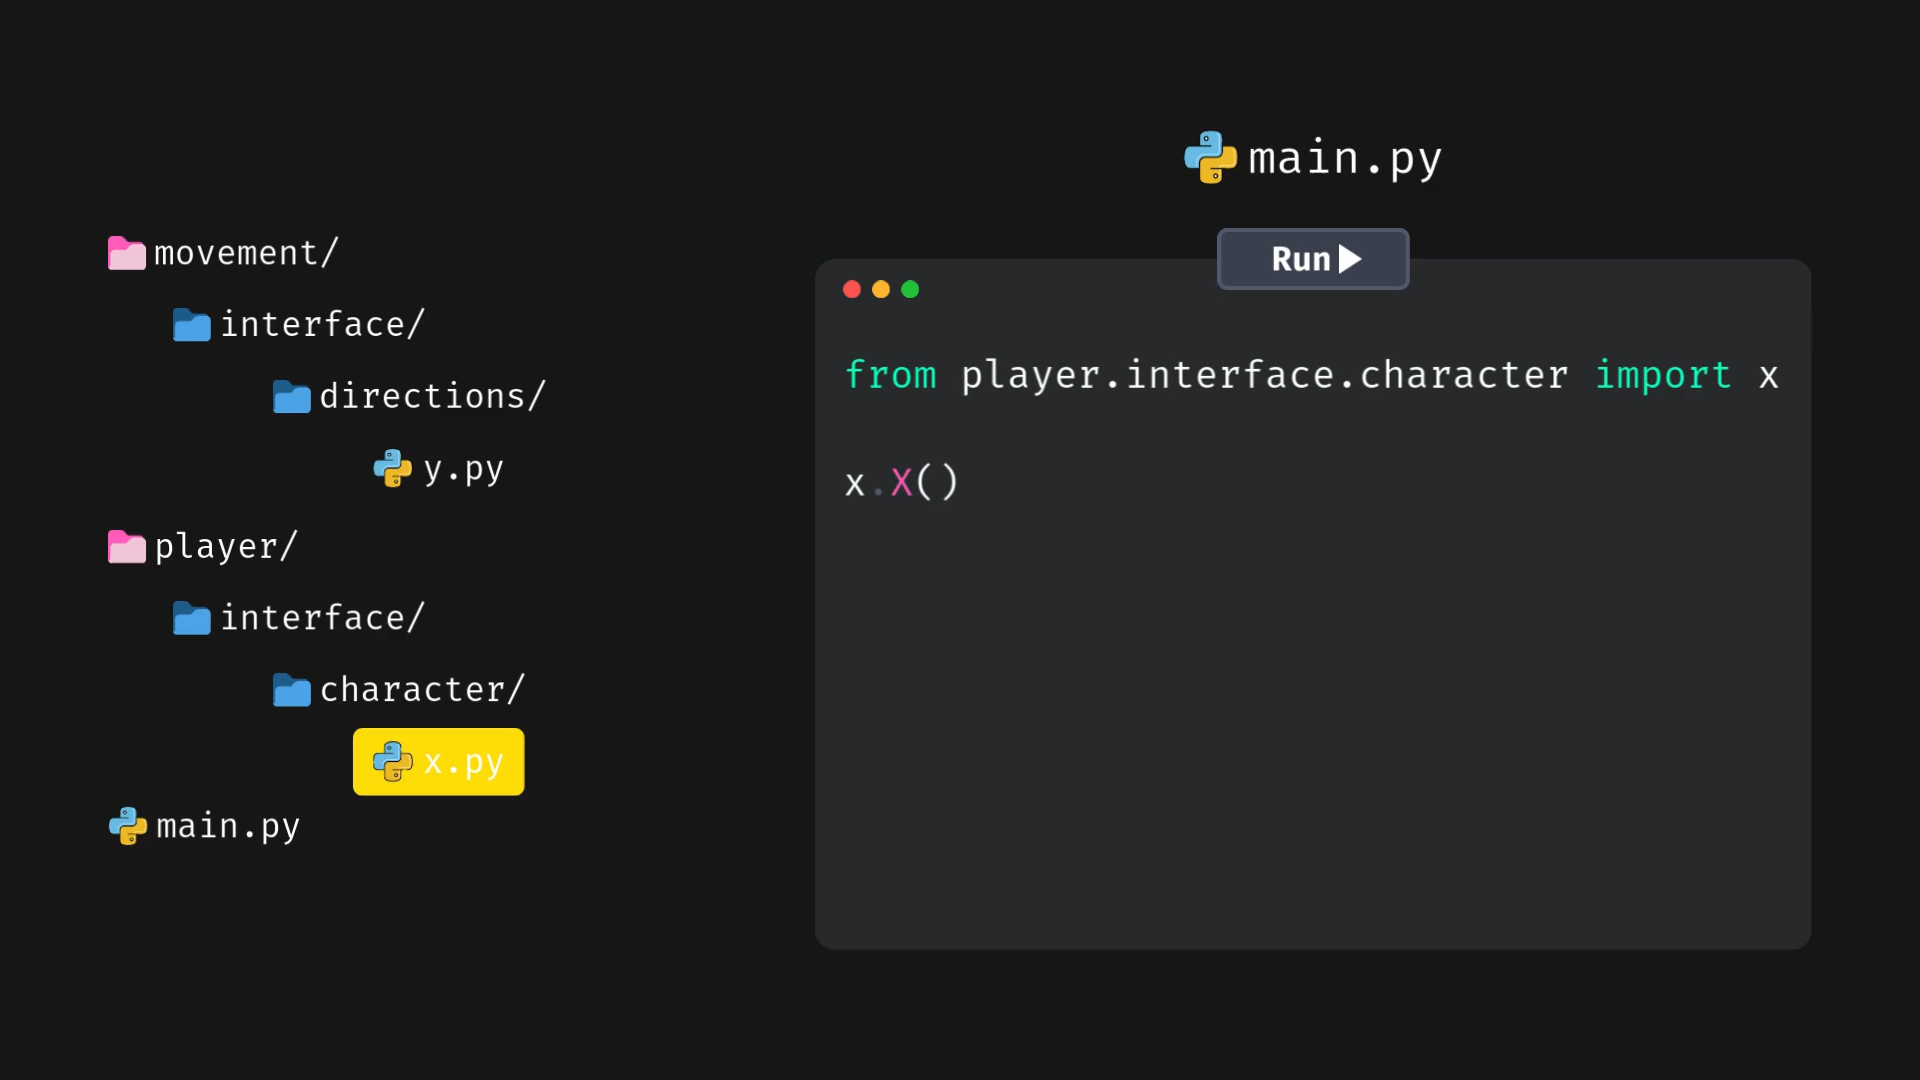 movement/
interface/
directions/
y.py
player/
interface/
character/
x.py
main.py
main.py
Run
from player.interface.character import x
x.X()